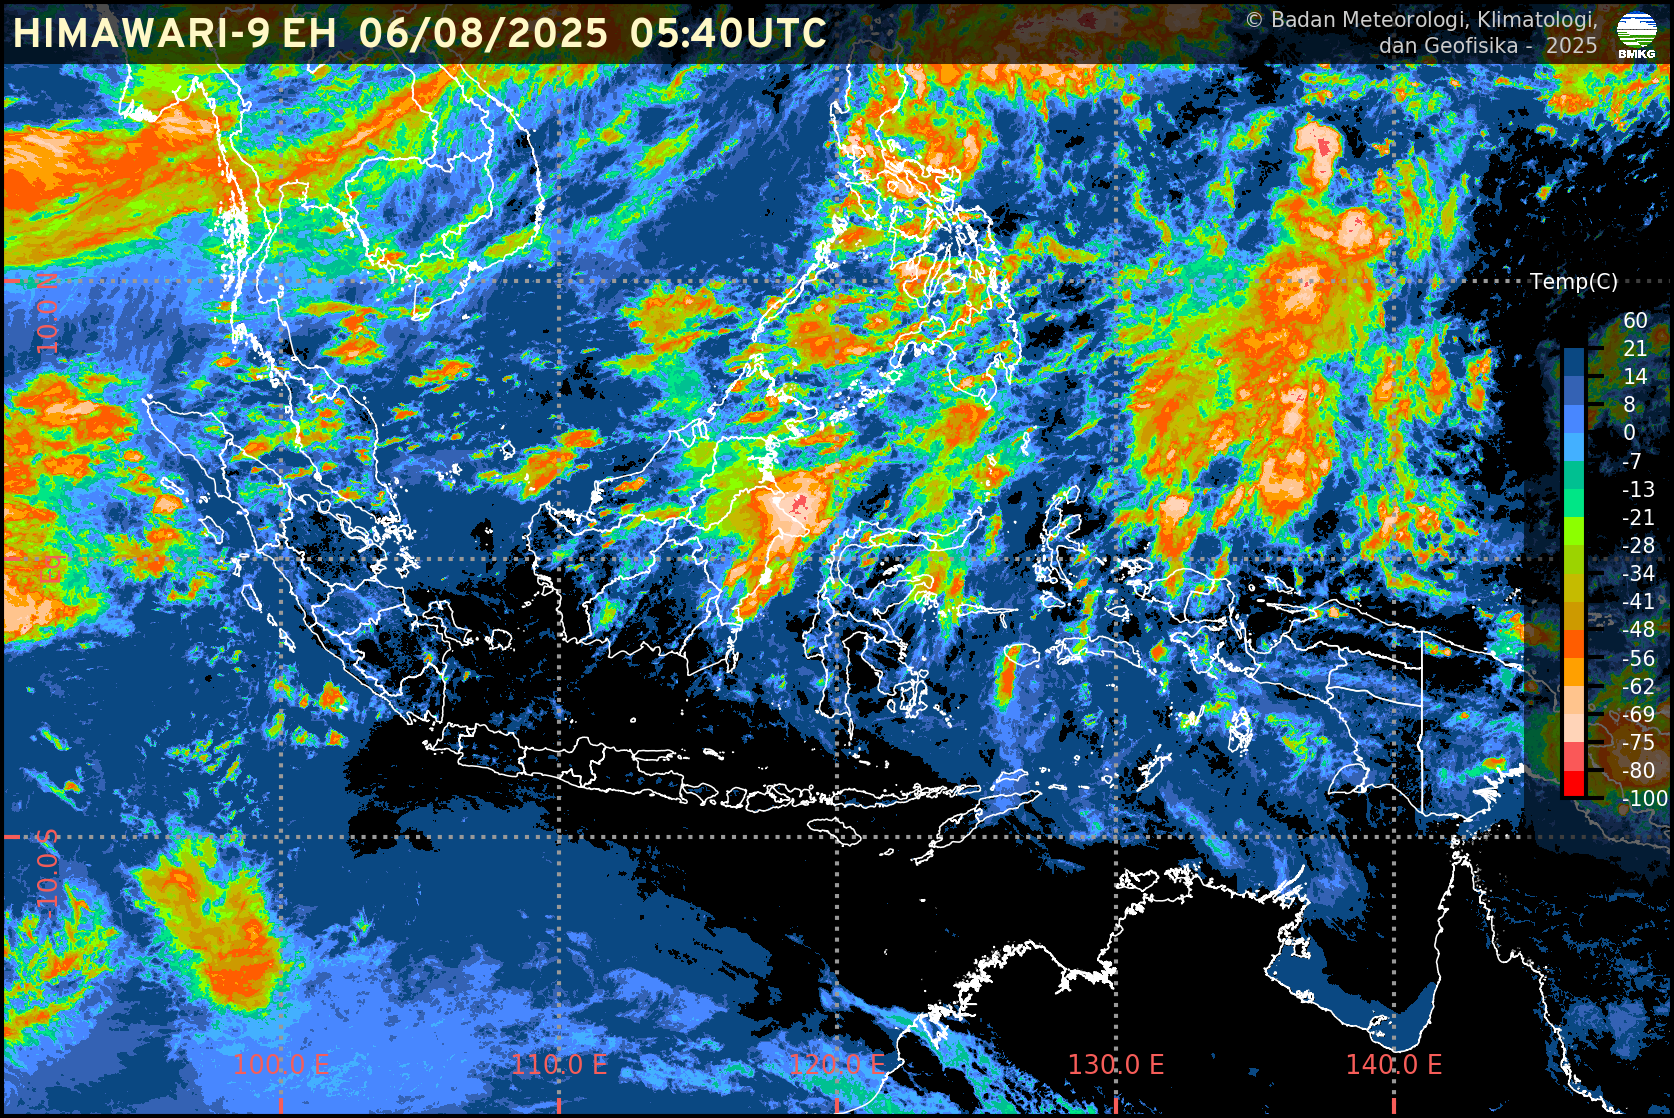 HIMAWARI-9 EH 06/08/2025 05:40UTC
© Badan Meteorologi, Klimatologi,
dan Geofisika - 2025
BMKG
Temp(C)
60
21
14
8
0
-7
-13
-21
-28
-34
-41
-48
-56
-62
-69
-75
-80
-100
10.0 N
EQ
-10.0 S
100.0 E
110.0 E
120.0 E
130.0 E
140.0 E